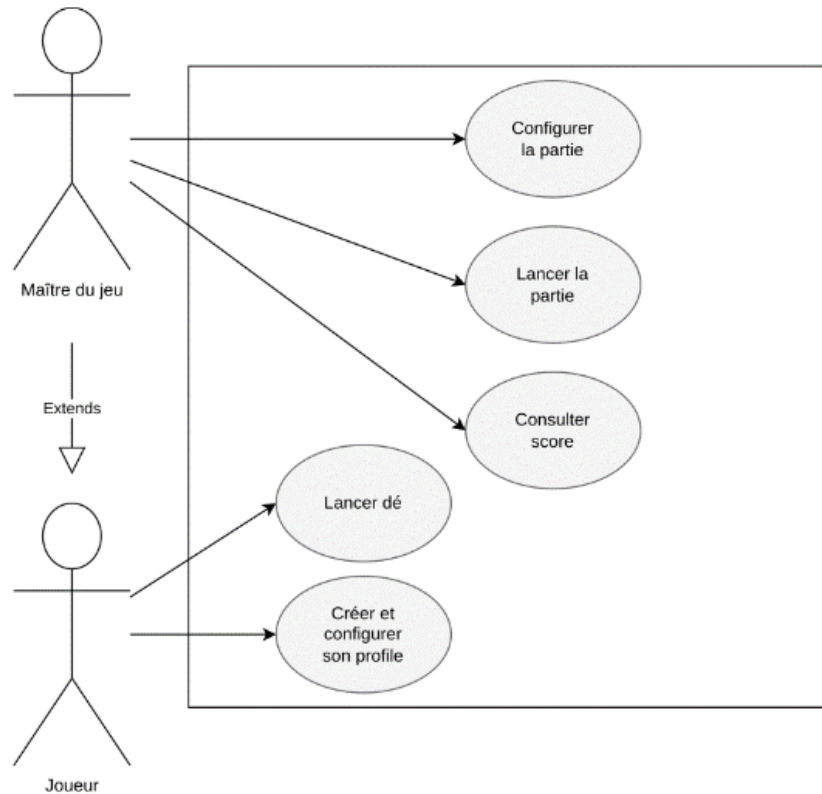 Configurer
la partie
Maître du jeu
Lancer la
partie
Extends
Consulter
score
Lancer dé
Créer et
configurer
son profile
Joueur